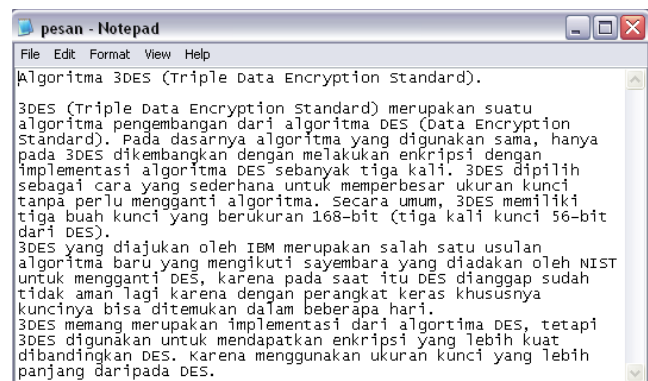 pesan - Notepad
File Edit Format View Help
Algoritma 3DES (Triple Data Encryption Standard).
3DES (Triple Data Encryption Standard) merupakan suatu
algoritma pengembangan dari algoritma DES (Data Encryption
Standard). Pada dasarnya algoritma yang digunakan sama, hanya
pada 3DES dikembangkan dengan melakukan enkripsi dengan
implementasi algoritma DES sebanyak tiga kali. 3DES dipilih
sebagai cara yang sederhana untuk memperbesar ukuran kunci
tanpa perlu mengganti algoritma. Secara umum, 3DES memiliki
tiga buah kunci yang berukuran 168-bit (tiga kali kunci 56-bit
dari DES).
3DES yang diajukan oleh IBM merupakan salah satu usulan
algoritma baru yang mengikuti sayembara yang diadakan oleh NIST
untuk mengganti DES, karena pada saat itu DES dianggap sudah
tidak aman lagi karena dengan perangkat keras khususnya
kuncinya bisa ditemukan dalam beberapa hari.
3DES memang merupakan implementasi dari algortima DES, tetapi
3DES digunakan untuk mendapatkan enkripsi yang lebih kuat
dibandingkan DES. Karena menggunakan ukuran kunci yang lebih
panjang daripada DES.